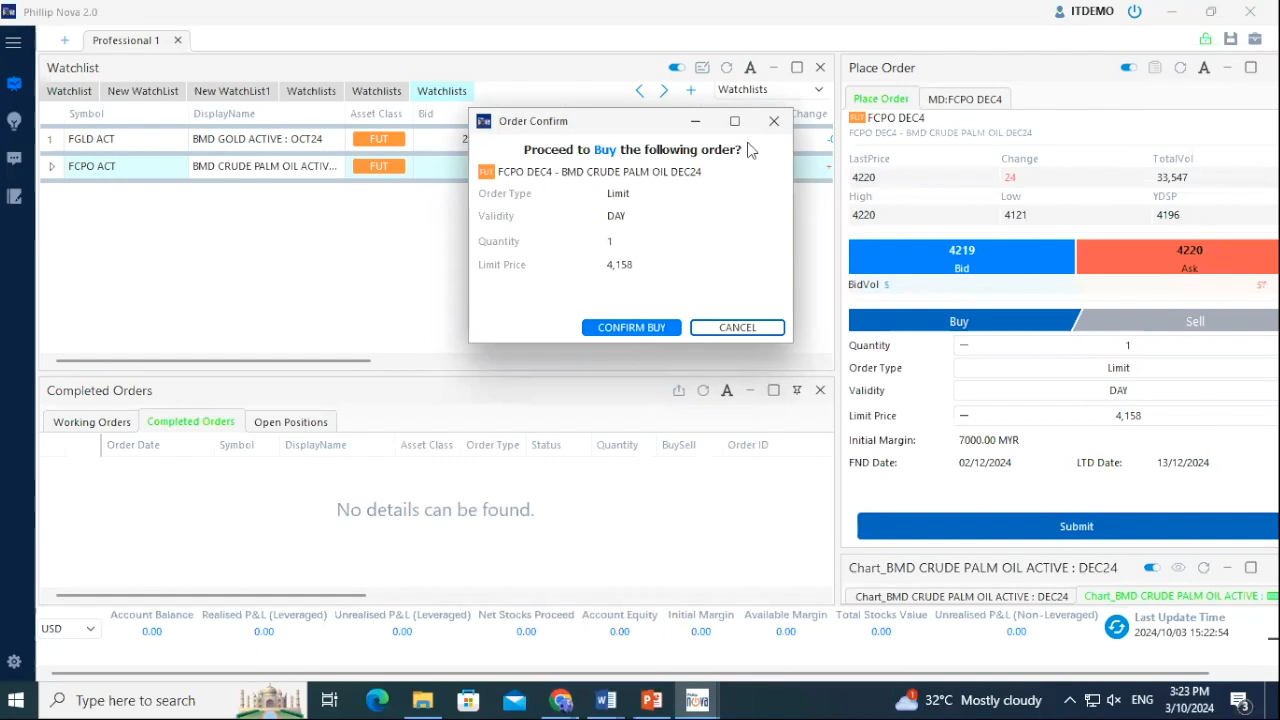 Phillip Nova 2.0
ITDEMO
Professional 1
Watchlist
Watchlist New WatchList New WatchList1 Watchlists Watchlists Watchlists
Watchlists
Symbol DisplayName Asset Class Bid Change
1 FGLD ACT BMD GOLD ACTIVE : OCT24 FUT 2
FCPO ACT BMD CRUDE PALM OIL ACTIV... FUT
Order Confirm
Proceed to Buy the following order?
FUT FCPO DEC4 - BMD CRUDE PALM OIL DEC24
Order Type Limit
Validity DAY
Quantity 1
Limit Price 4,158
CONFIRM BUY CANCEL
Place Order
Place Order MD:FCPO DEC4
FUT FCPO DEC4
FCPO DEC4 - BMD CRUDE PALM OIL DEC24
LastPrice Change TotalVol
4220 24 33,547
High Low YDSP
4220 4121 4196
4219 4220
Bid Ask
BidVol
Buy Sell
Quantity 1
Order Type Limit
Validity DAY
Limit Price 4,158
Initial Margin: 7000.00 MYR
FND Date: 02/12/2024 LTD Date: 13/12/2024
Submit
Completed Orders
Working Orders Completed Orders Open Positions
Order Date Symbol DisplayName Asset Class Order Type Status Quantity BuySell Order ID
No details can be found.
Chart_BMD CRUDE PALM OIL ACTIVE : DEC24
Chart_BMD CRUDE PALM OIL ACTIVE : DEC24 Chart_BMD CRUDE PALM OIL ACTIVE :
Account Balance Realised P&L (Leveraged) Unrealised P&L (Leveraged) Net Stocks Proceed Account Equity Initial Margin Available Margin Total Stocks Value Unrealised P&L (Non-Leveraged)
USD 0.00 0.00 0.00 0.00 0.00 0.00 0.00 0.00 0.00
Last Update Time
2024/10/03 15:22:54
Type here to search
32°C Mostly cloudy
ENG
3:23 PM
3/10/2024
3